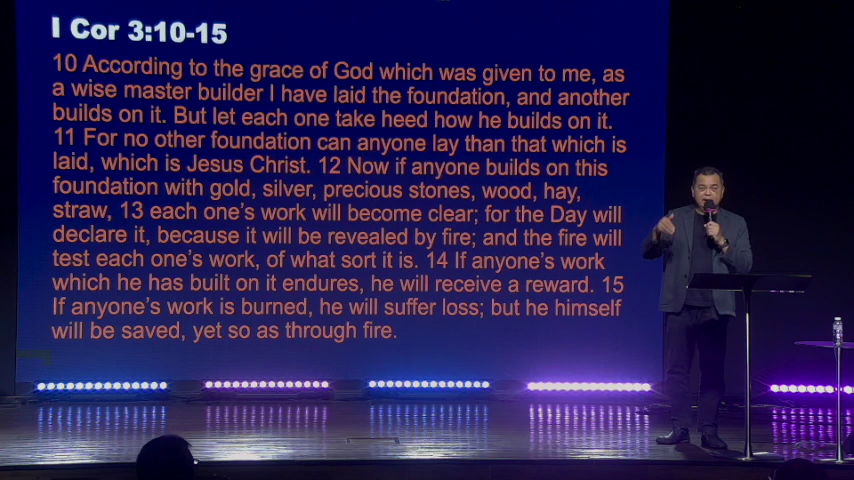 I Cor 3:10-15
10 According to the grace of God which was given to me, as
a wise master builder I have laid the foundation, and another
builds on it. But let each one take heed how he builds on it.
11 For no other foundation can anyone lay than that which is
laid, which is Jesus Christ. 12 Now if anyone builds on this
foundation with gold, silver, precious stones, wood, hay,
straw, 13 each one's work will become clear; for the Day will
declare it, because it will be revealed by fire; and the fire will
test each one's work, of what sort it is. 14 If anyone's work
which he has built on it endures, he will receive a reward. 15
If anyone's work is burned, he will suffer loss; but he himself
will be saved, yet so as through fire.